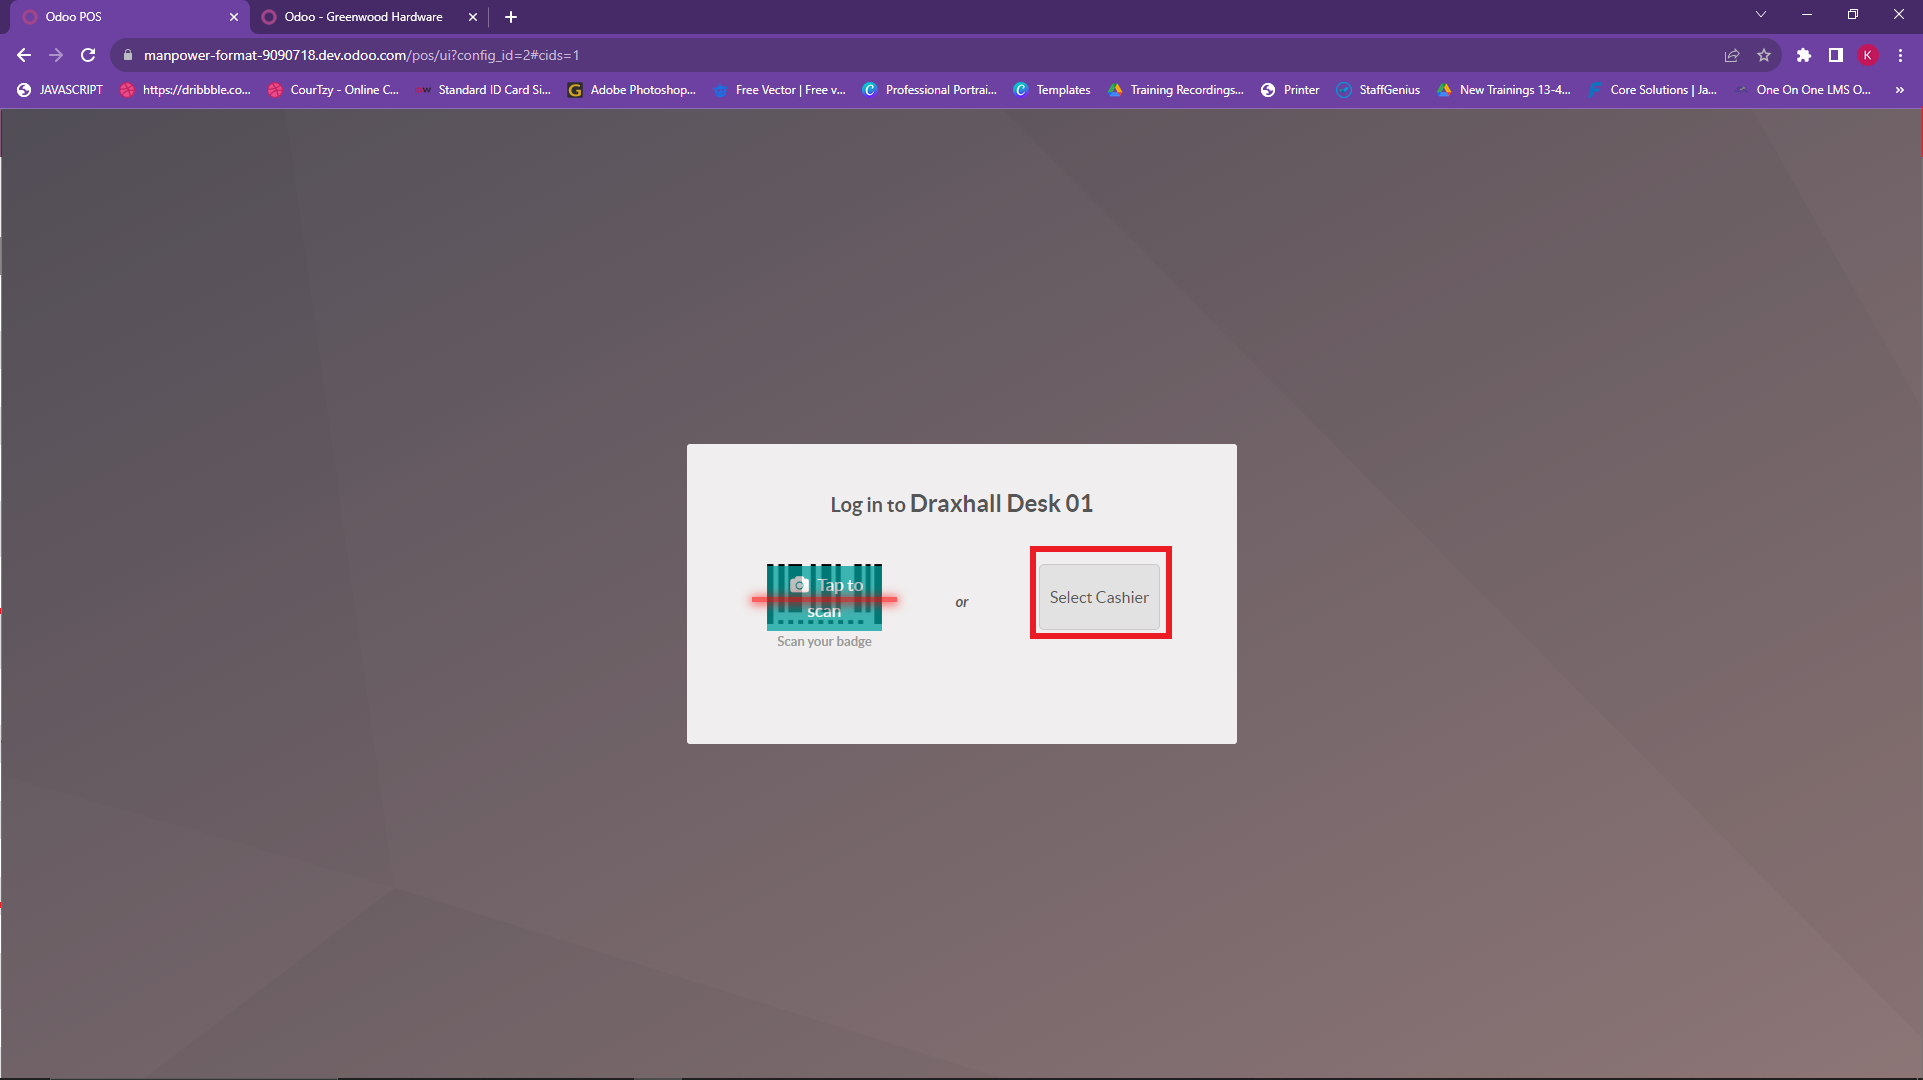 Odoo POS
Odoo - Greenwood Hardware
manpower-format-9090718.dev.odoo.com/pos/ui?config_id=2#cids=1
K
JAVASCRIPT
https://dribbble.co...
CourTzy - Online C...
Standard ID Card Si...
Adobe Photoshop...
Free Vector | Free v...
Professional Portrai...
Templates
Training Recordings...
Printer
StaffGenius
New Trainings 13-4...
Core Solutions | Ja...
One On One LMS O...
»
Log in to Draxhall Desk 01
Tap to
scan
Scan your badge
or
Select Cashier